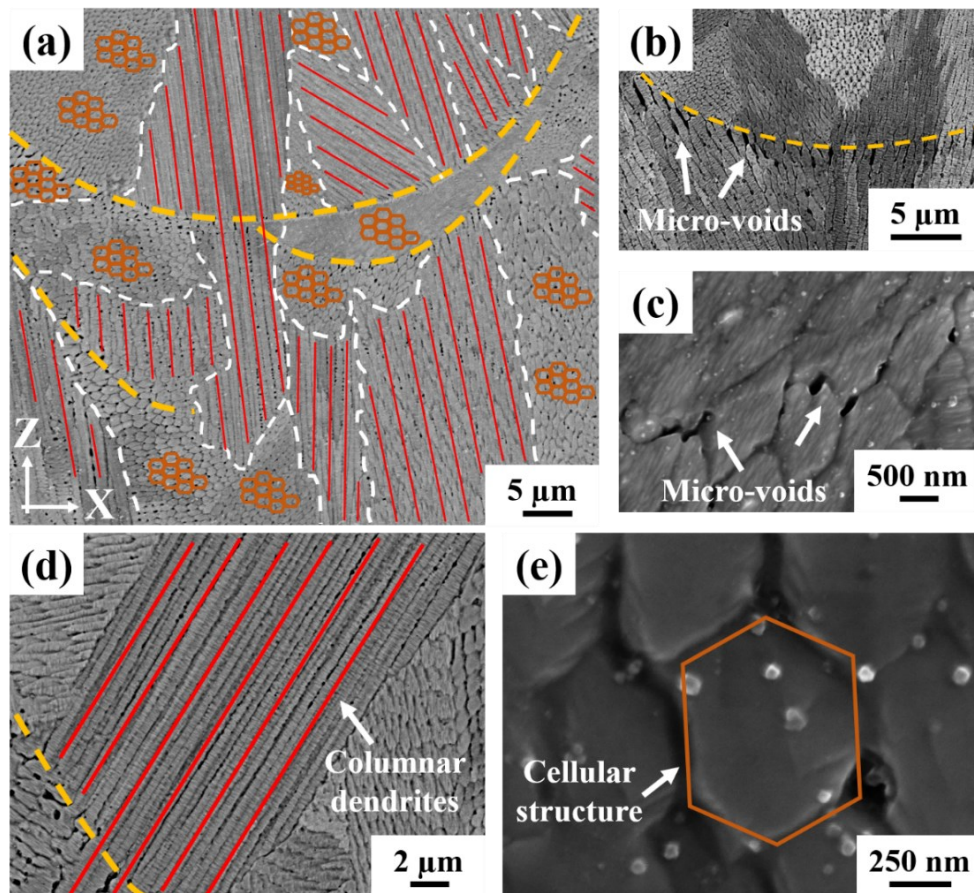 (a)
Z
X
5 μm
(b)
Micro-voids
5 μm
(c)
Micro-voids
500 nm
(d)
Columnar
dendrites
2 μm
(e)
Cellular
structure
250 nm